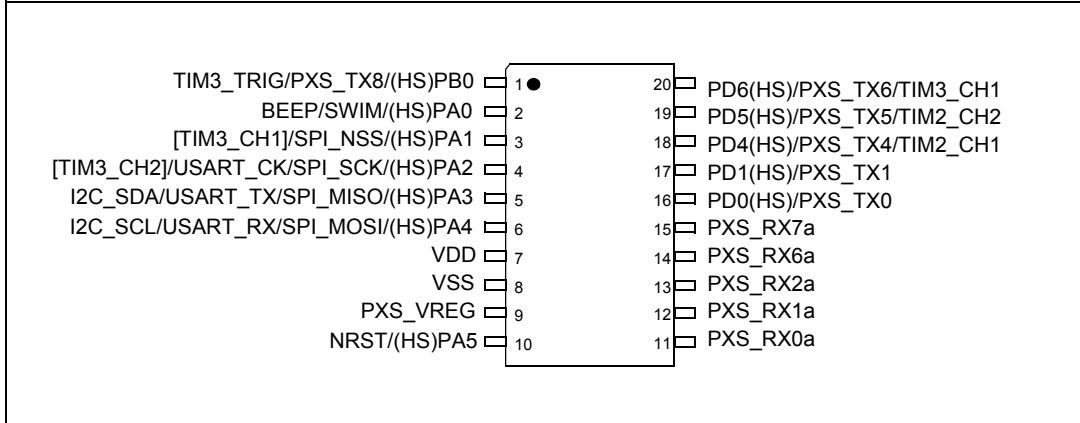 TIM3_TRIG/PXS_TX8/(HS)PB0 1 20 PD6(HS)/PXS_TX6/TIM3_CH1
BEEP/SWIM/(HS)PA0 2 19 PD5(HS)/PXS_TX5/TIM2_CH2
[TIM3_CH1]/SPI_NSS/(HS)PA1 3 18 PD4(HS)/PXS_TX4/TIM2_CH1
[TIM3_CH2]/USART_CK/SPI_SCK/(HS)PA2 4 17 PD1(HS)/PXS_TX1
I2C_SDA/USART_TX/SPI_MISO/(HS)PA3 5 16 PD0(HS)/PXS_TX0
I2C_SCL/USART_RX/SPI_MOSI/(HS)PA4 6 15 PXS_RX7a
VDD 7 14 PXS_RX6a
VSS 8 13 PXS_RX2a
PXS_VREG 9 12 PXS_RX1a
NRST/(HS)PA5 10 11 PXS_RX0a